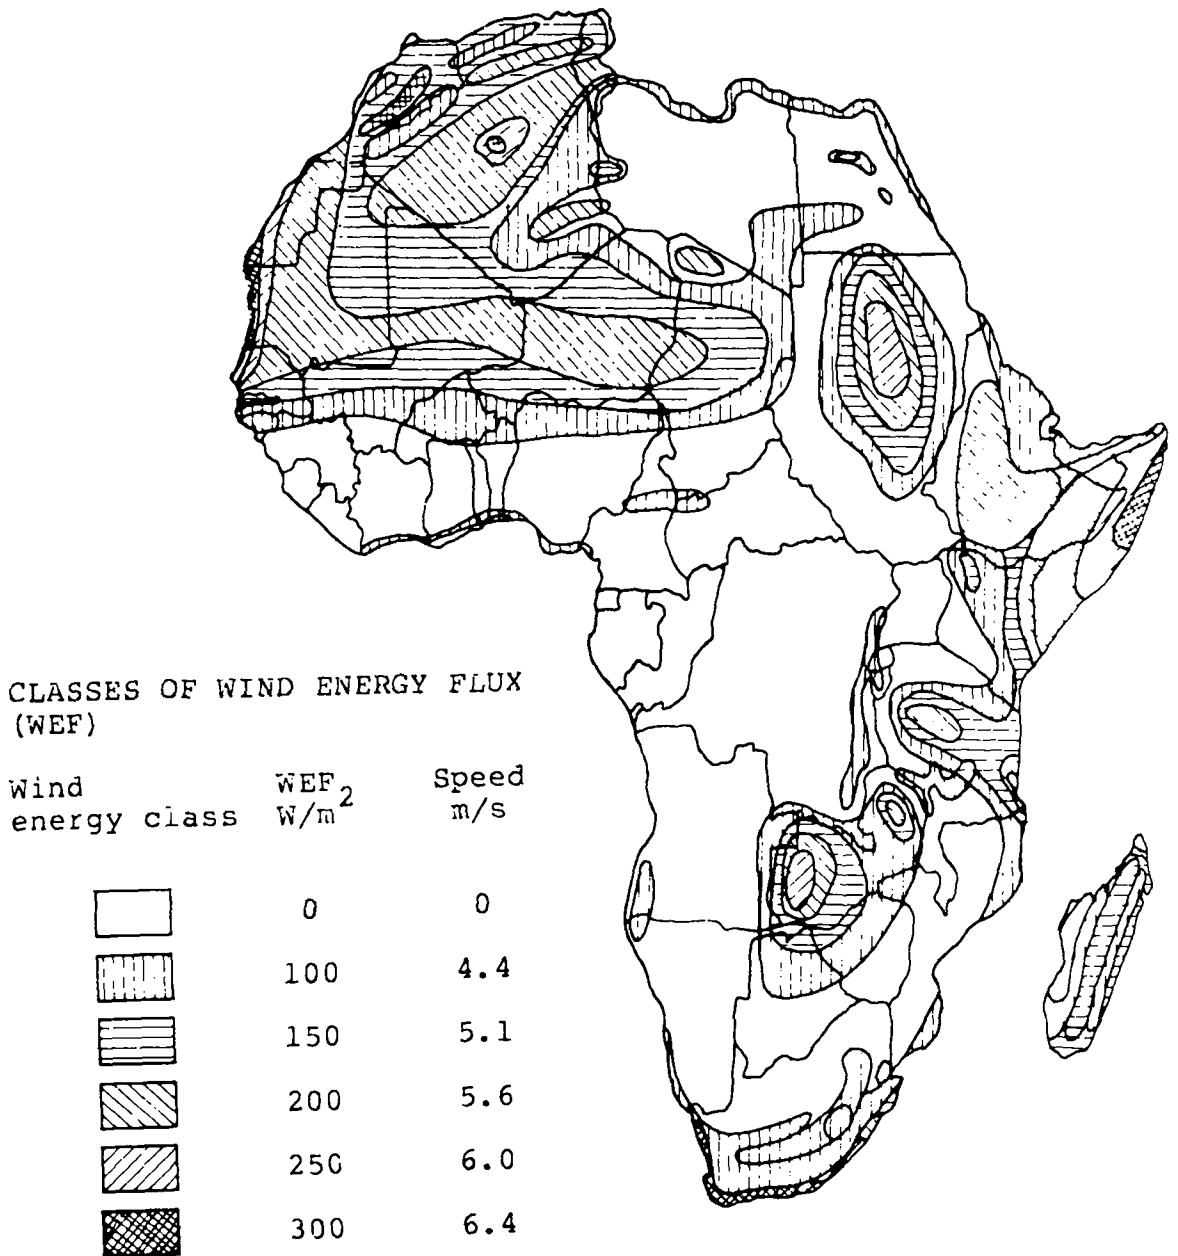 CLASSES OF WIND ENERGY FLUX
(WEF)
Wind energy class WEF W/m2 Speed m/s
0 0
100 4.4
150 5.1
200 5.6
250 6.0
300 6.4